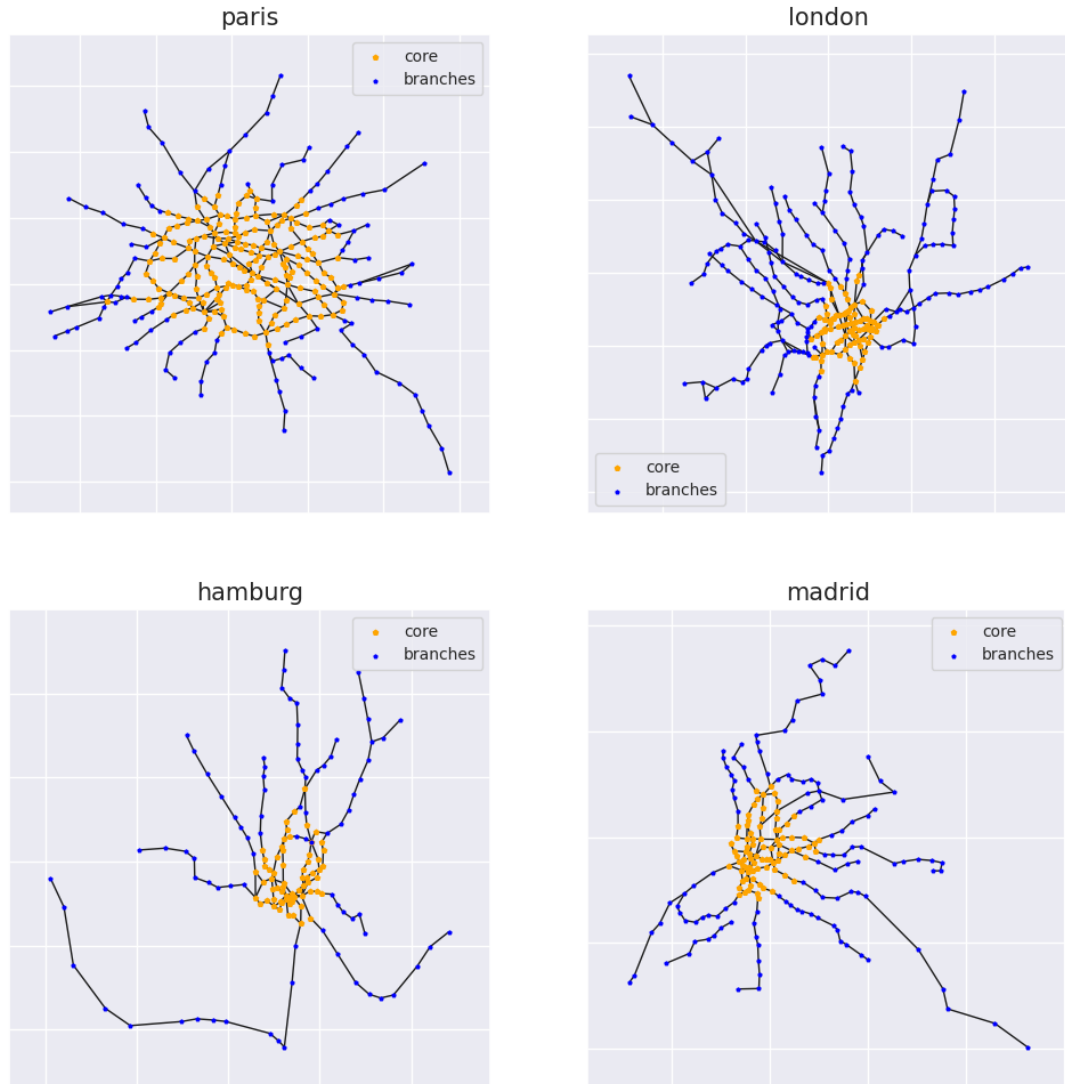 paris
core
branches
london
core
branches
hamburg
core
branches
madrid
core
branches